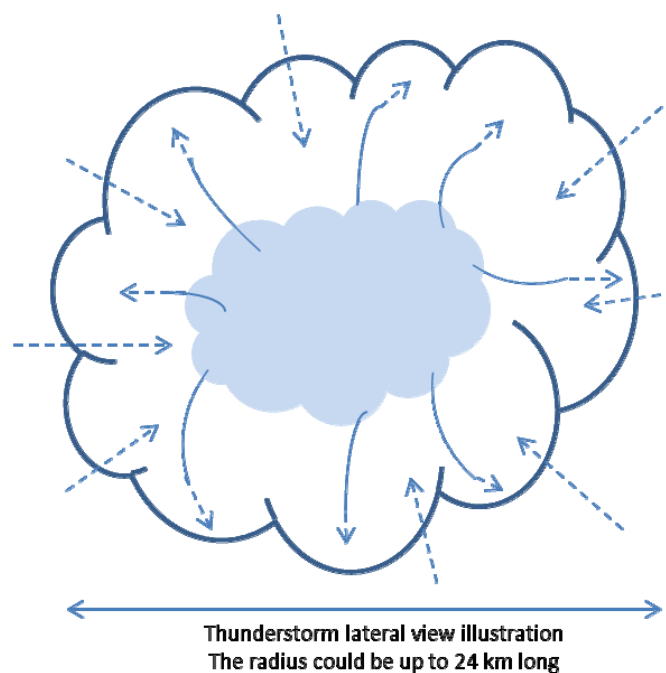 Thunderstorm lateral view illustration
The radius could be up to 24 km long